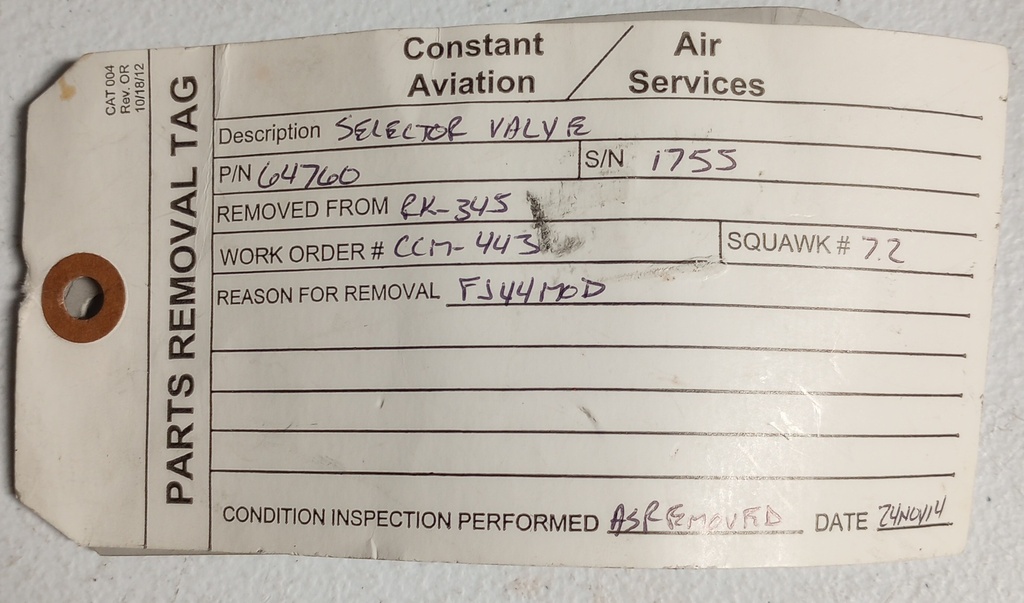 CAT 004
Rev. OR
10/18/12
PARTS REMOVAL TAG
Constant Aviation / Air Services
Description SELECTOR VALVE
P/N 64760 S/N 1755
REMOVED FROM RK-345
WORK ORDER # CCM-443 SQUAWK # 7.2
REASON FOR REMOVAL FJ44MOD
CONDITION INSPECTION PERFORMED AS REMOVED DATE 24NOV14